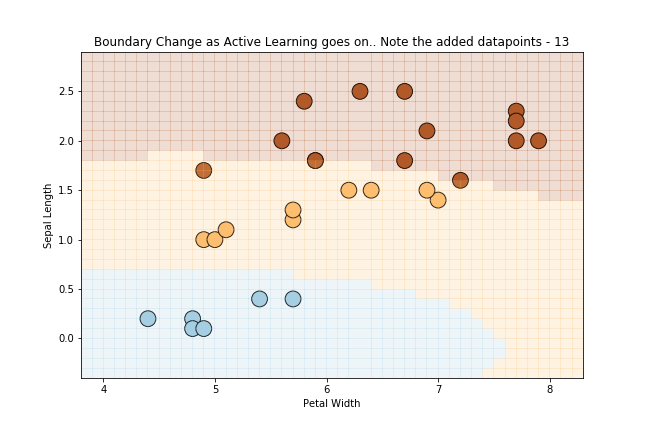 Boundary Change as Active Learning goes on.. Note the added datapoints - 13
2.5
2.0
1.5
1.0
0.5
0.0
Sepal Length
4 5 6 7 8
Petal Width